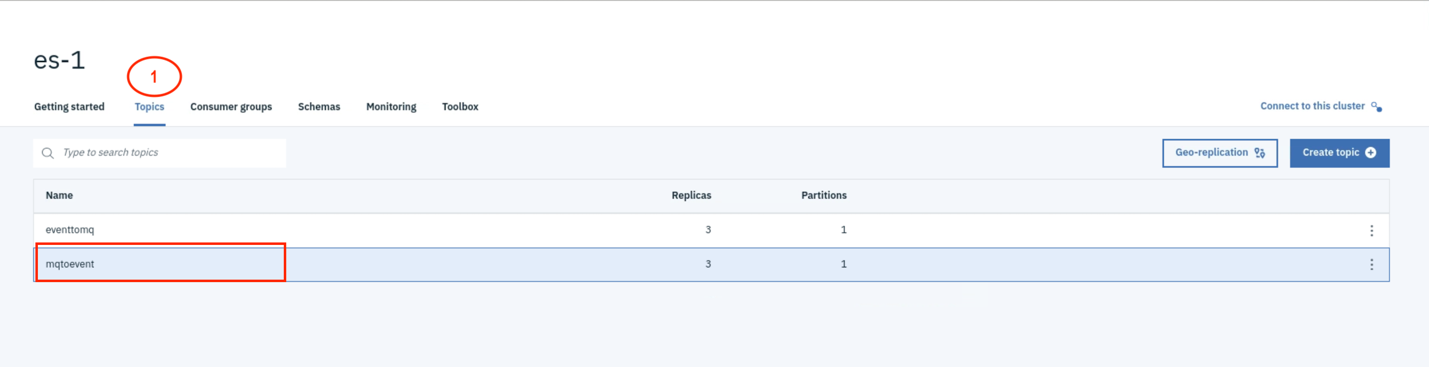 es-1
1
Getting started Topics Consumer groups Schemas Monitoring Toolbox Connect to this cluster
Type to search topics Geo-replication Create topic
Name Replicas Partitions
eventtomq 3 1
mqtoevent 3 1